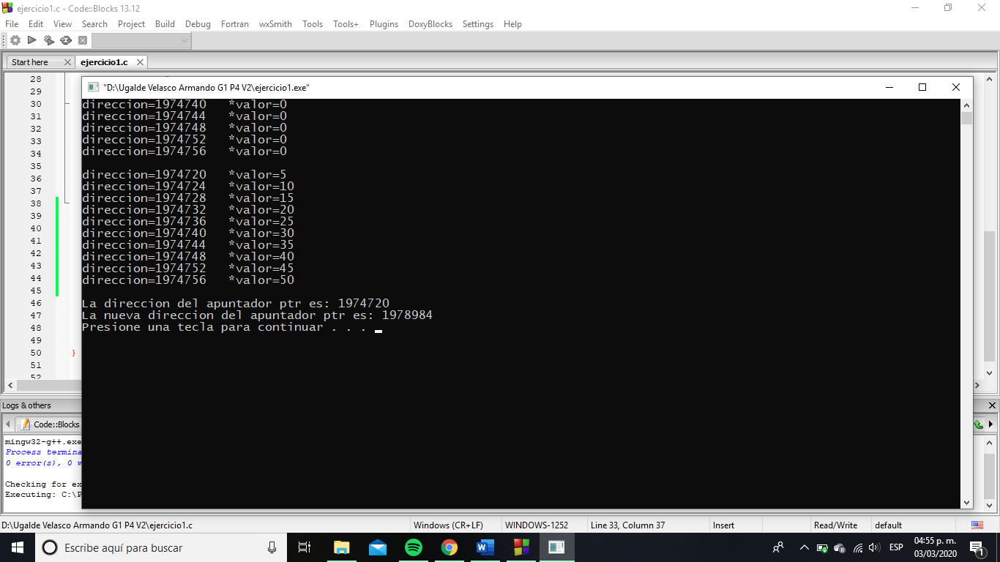 ejercicio1.c - Code::Blocks 13.12
File Edit View Search Project Build Debug Fortran wxSmith Tools Tools+ Plugins DoxyBlocks Settings Help
Start here ejercicio1.c
28
29
30
31
32
33
34
35
36
37
38
39
40
41
42
43
44
45
46
47
48
49
50 }
51
52
"D:\Ugalde Velasco Armando G1 P4 V2\ejercicio1.exe"
direccion=1974740 *valor=0
direccion=1974744 *valor=0
direccion=1974748 *valor=0
direccion=1974752 *valor=0
direccion=1974756 *valor=0
direccion=1974720 *valor=5
direccion=1974724 *valor=10
direccion=1974728 *valor=15
direccion=1974732 *valor=20
direccion=1974736 *valor=25
direccion=1974740 *valor=30
direccion=1974744 *valor=35
direccion=1974748 *valor=40
direccion=1974752 *valor=45
direccion=1974756 *valor=50
La direccion del apuntador ptr es: 1974720
La nueva direccion del apuntador ptr es: 1978984
Presione una tecla para continuar . . .
Logs & others
Code::Blocks
mingw32-g++.exe
Process termina
0 error(s), 0 w
Checking for ex
Executing: C:\P
D:\Ugalde Velasco Armando G1 P4 V2\ejercicio1.c Windows (CR+LF) WINDOWS-1252 Line 33, Column 37 Insert Read/Write default
Escribe aquí para buscar
ESP
04:55 p. m.
03/03/2020
1